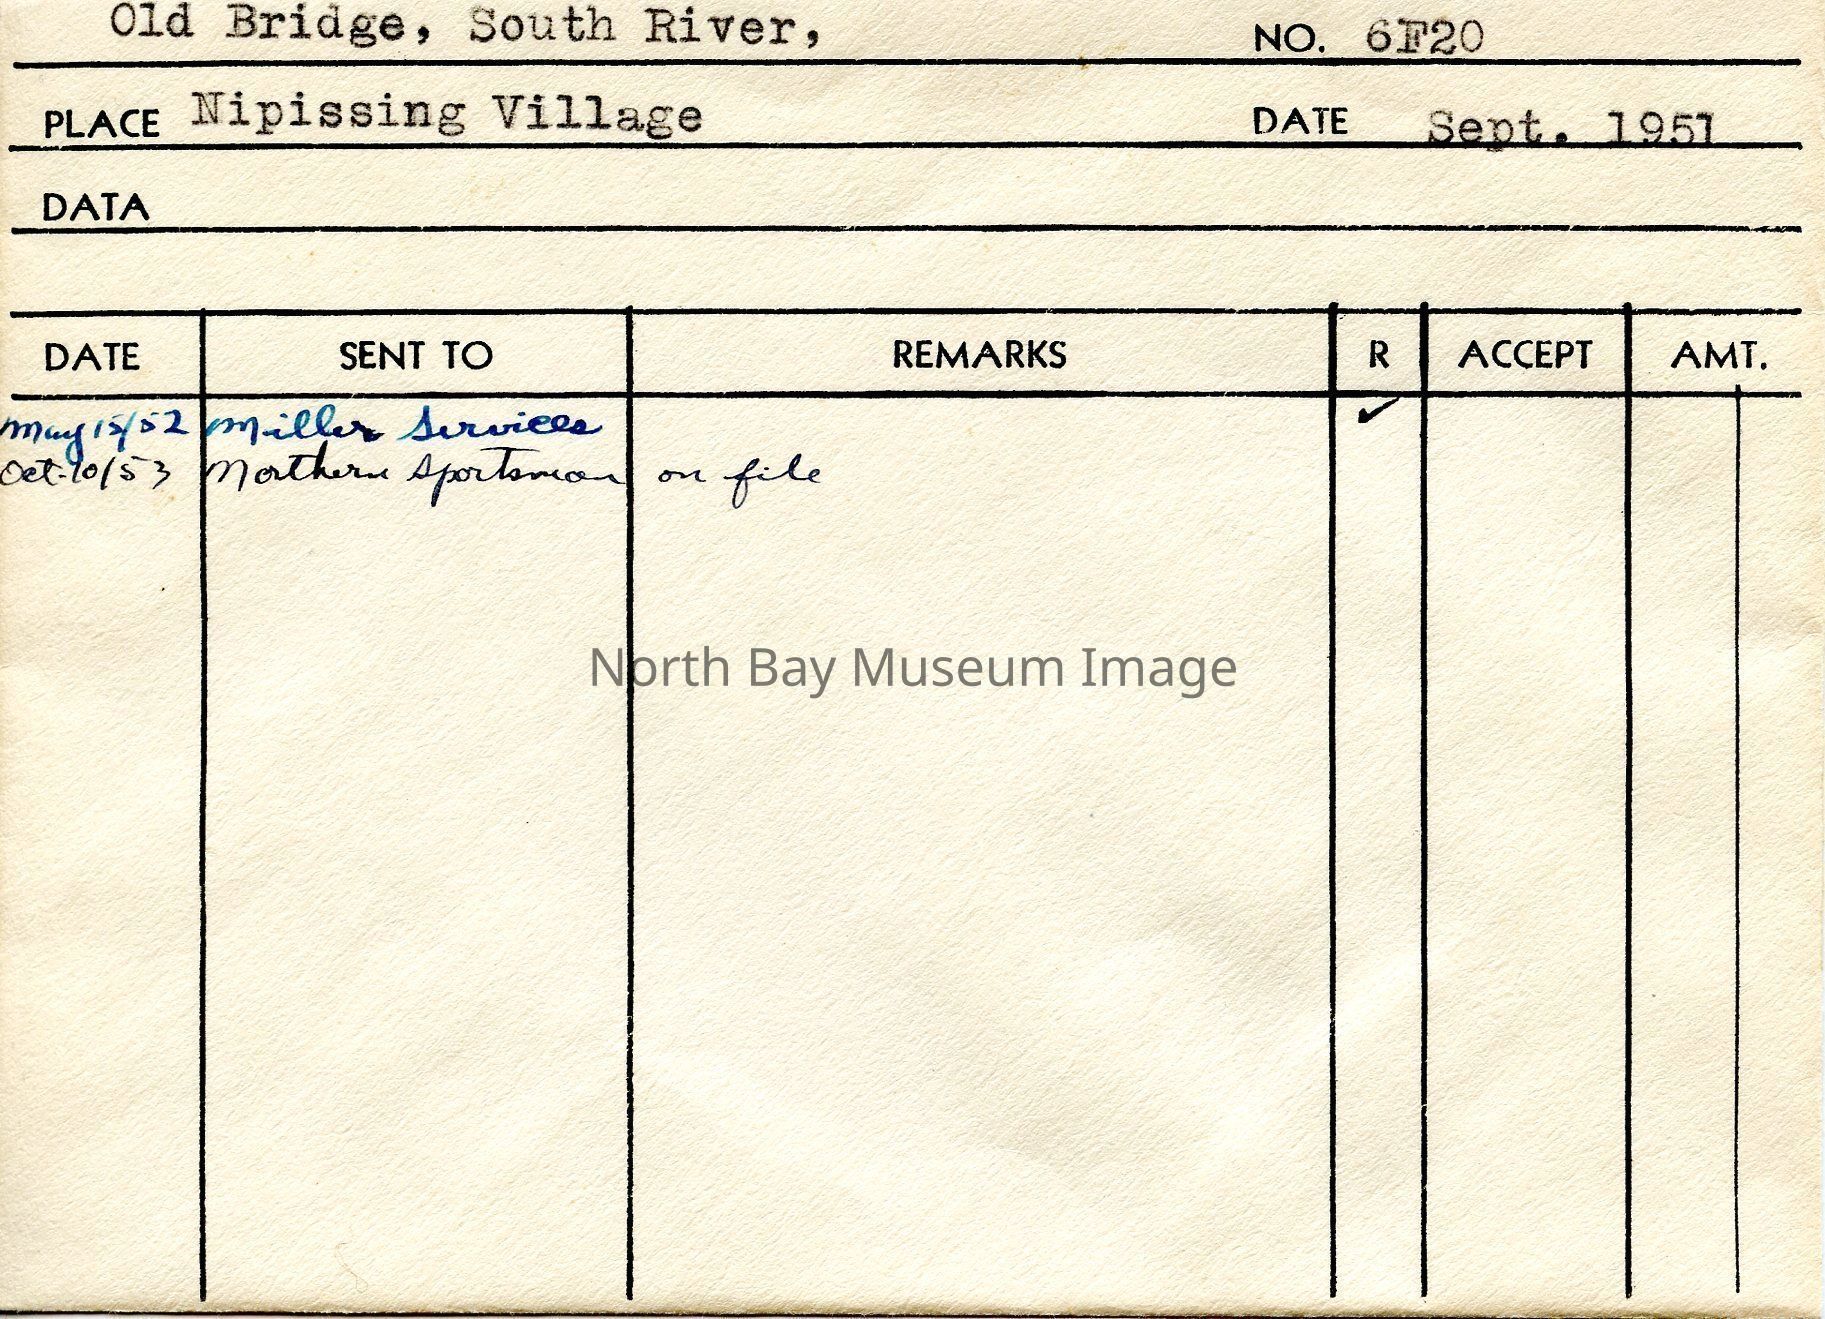 Old Bridge, South River, NO. 6F20
PLACE Nipissing Village DATE Sept. 1951
DATA
DATE SENT TO REMARKS R ACCEPT AMT.
May 15/52 Miller Services ✓
Oct. 10/53 Northern Sportsman on file
North Bay Museum Image